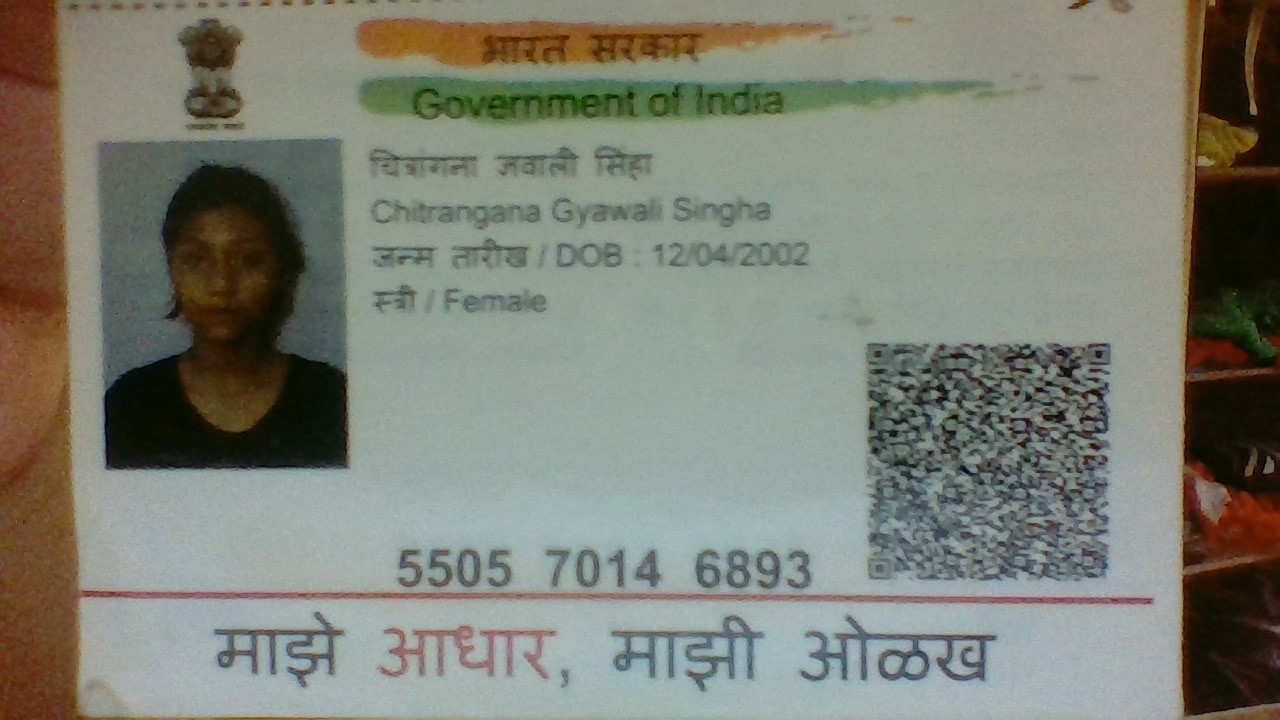 भारत सरकार
Government of India
चित्रांगना ज्ञवाली सिंहा
Chitrangana Gyawali Singha
जन्म तारीख / DOB : 12/04/2002
स्त्री / Female
5505 7014 6893
माझे आधार, माझी ओळख